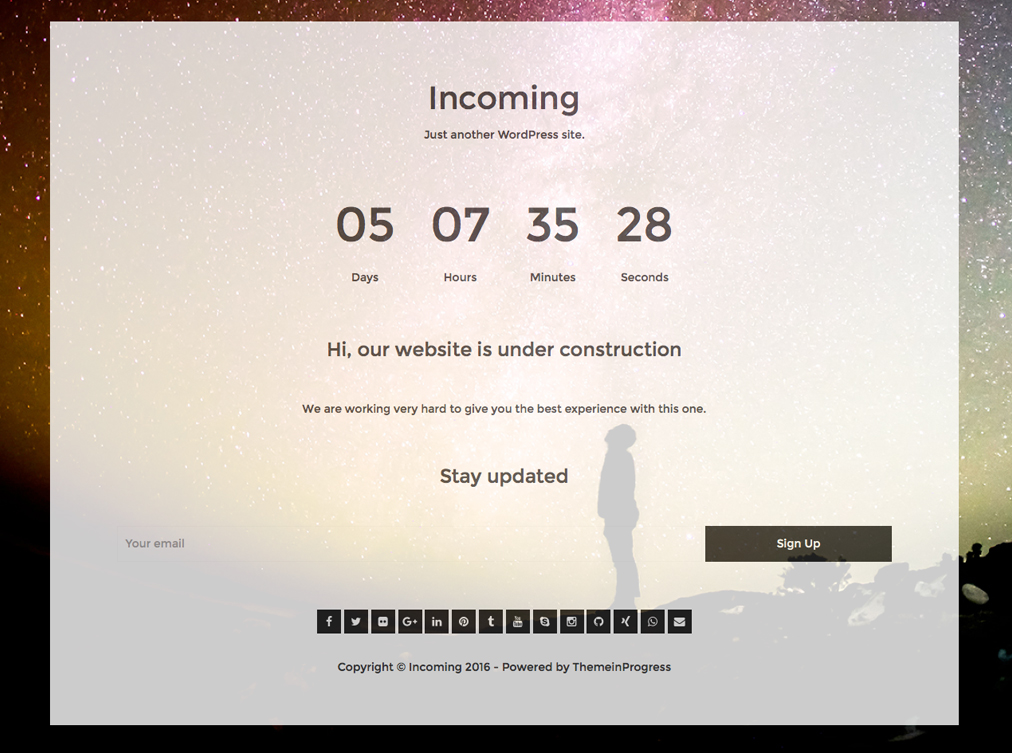 Incoming
Just another WordPress site.
05 07 35 28
Days Hours Minutes Seconds
Hi, our website is under construction
We are working very hard to give you the best experience with this one.
Stay updated
Your email Sign Up
Copyright © Incoming 2016 - Powered by ThemeinProgress